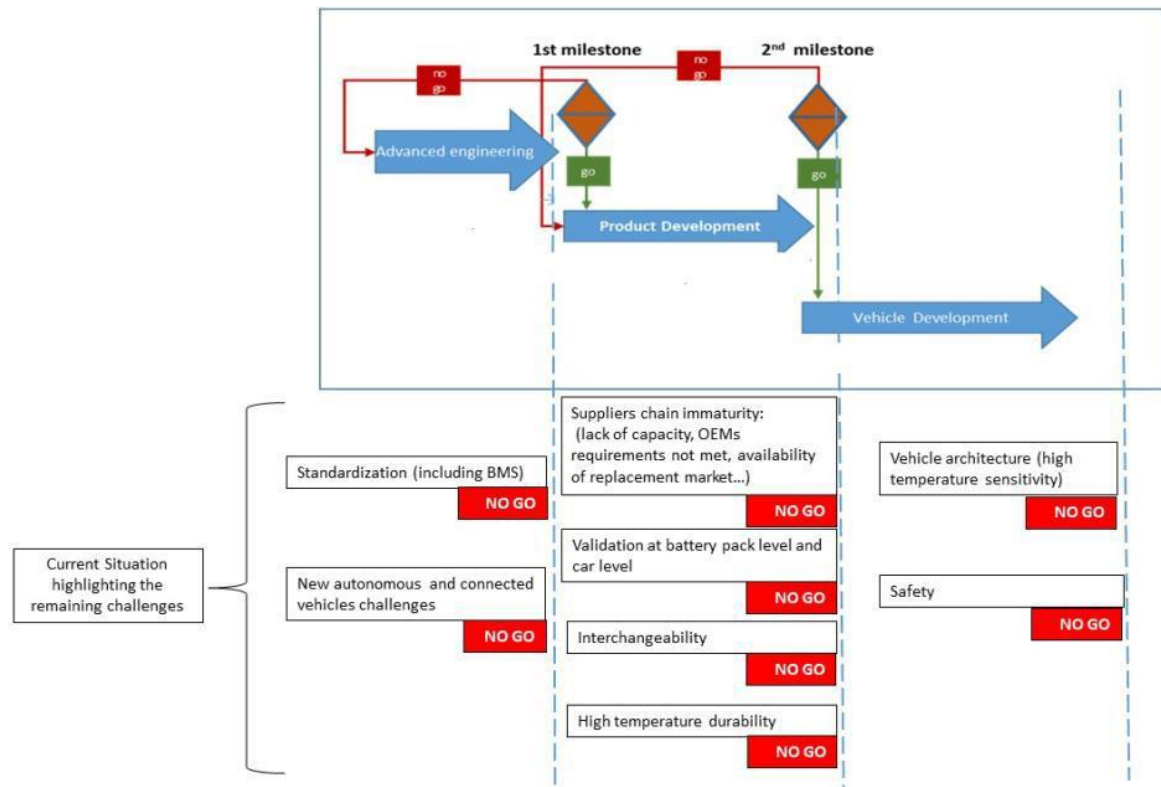 1st milestone
2nd milestone
no
go
no
go
Advanced engineering
go
go
Product Development
Vehicle Development
Current Situation
highlighting the
remaining challenges
Standardization (including BMS)
NO GO
New autonomous and connected
vehicles challenges
NO GO
Suppliers chain immaturity:
(lack of capacity, OEMs
requirements not met, availability
of replacement market...)
NO GO
Validation at battery pack level and
car level
NO GO
Interchangeability
NO GO
High temperature durability
NO GO
Vehicle architecture (high
temperature sensitivity)
NO GO
Safety
NO GO